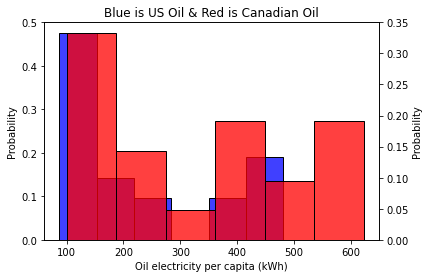 Blue is US Oil & Red is Canadian Oil
0.5
0.4
0.3
0.2
0.1
0.0
Probability
0.35
0.30
0.25
0.20
0.15
0.10
0.05
0.00
Probability
100 200 300 400 500 600
Oil electricity per capita (kWh)